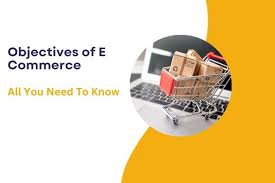 Objectives of E
Commerce
All You Need To Know